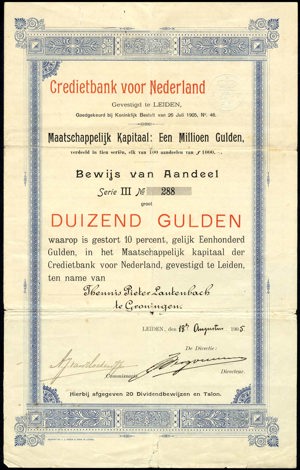 Credietbank voor Nederland
Gevestigd te LEIDEN,
Goedgekeurd bij Koninklijk Besluit van 26 Juli 1905, Nº. 48.
Maatschappelijk Kapitaal: Een Millioen Gulden,
verdeeld in tien seriën, elk van 100 aandeelen van ƒ 1000.-.
Bewijs van Aandeel
Serie III № 288
groot
DUIZEND GULDEN
waarop is gestort 10 percent, gelijk Eenhonderd
Gulden, in het Maatschappelijk kapitaal der
Credietbank voor Nederland, gevestigd te Leiden,
ten name van
Pieter Lautenbach
te Groningen.
LEIDEN, den 18n Augustus 1905
De Directie:
Commissaris
Directeur.
Hierbij afgegeven 20 Dividendbewijzen en Talon.